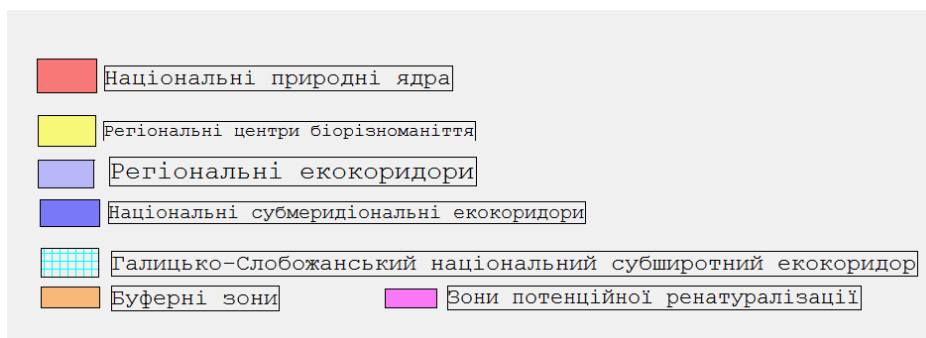 Національні природні ядра
Регіональні центри біорізноманіття
Регіональні екокоридори
Національні субмеридіональні екокоридори
Галицько-Слобожанський національний субширотний екокоридор
Буферні зони
Зони потенційної ренатуралізації